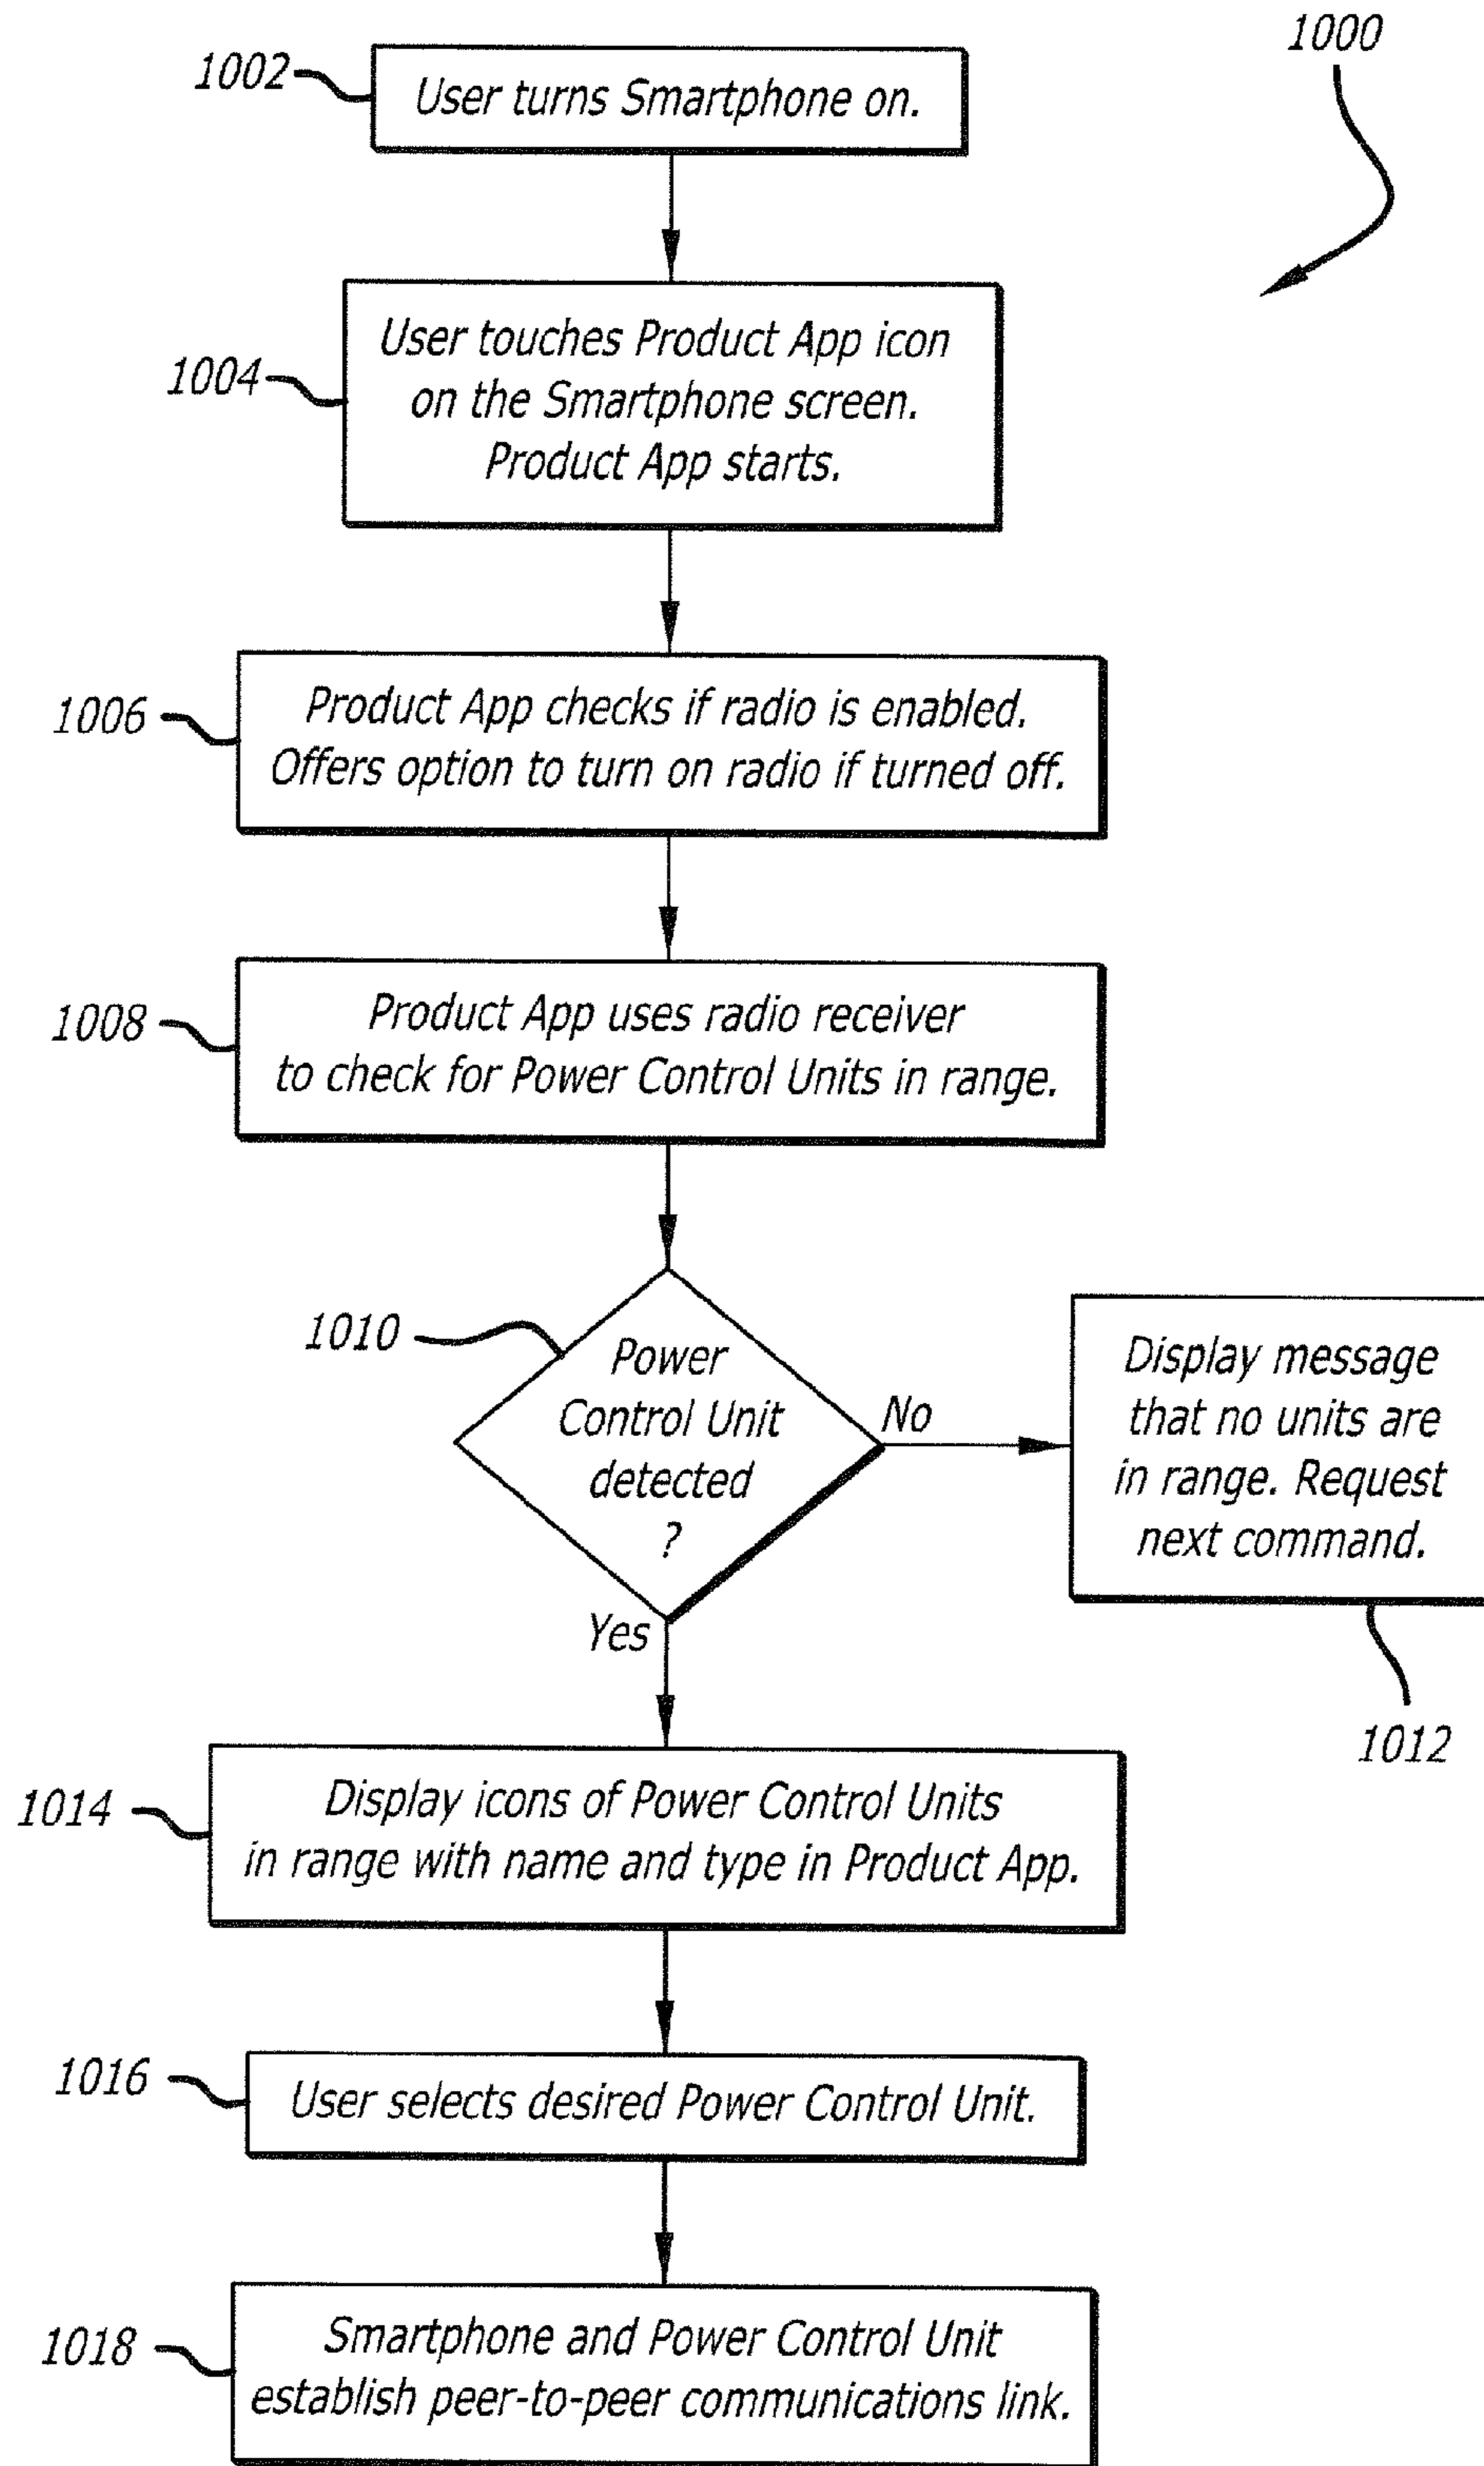 1000
1002
User turns Smartphone on.
1004
User touches Product App icon
on the Smartphone screen.
Product App starts.
1006
Product App checks if radio is enabled.
Offers option to turn on radio if turned off.
1008
Product App uses radio receiver
to check for Power Control Units in range.
1010
Power
Control Unit
detected
?
No
Display message
that no units are
in range. Request
next command.
1012
Yes
1014
Display icons of Power Control Units
in range with name and type in Product App.
1016
User selects desired Power Control Unit.
1018
Smartphone and Power Control Unit
establish peer-to-peer communications link.